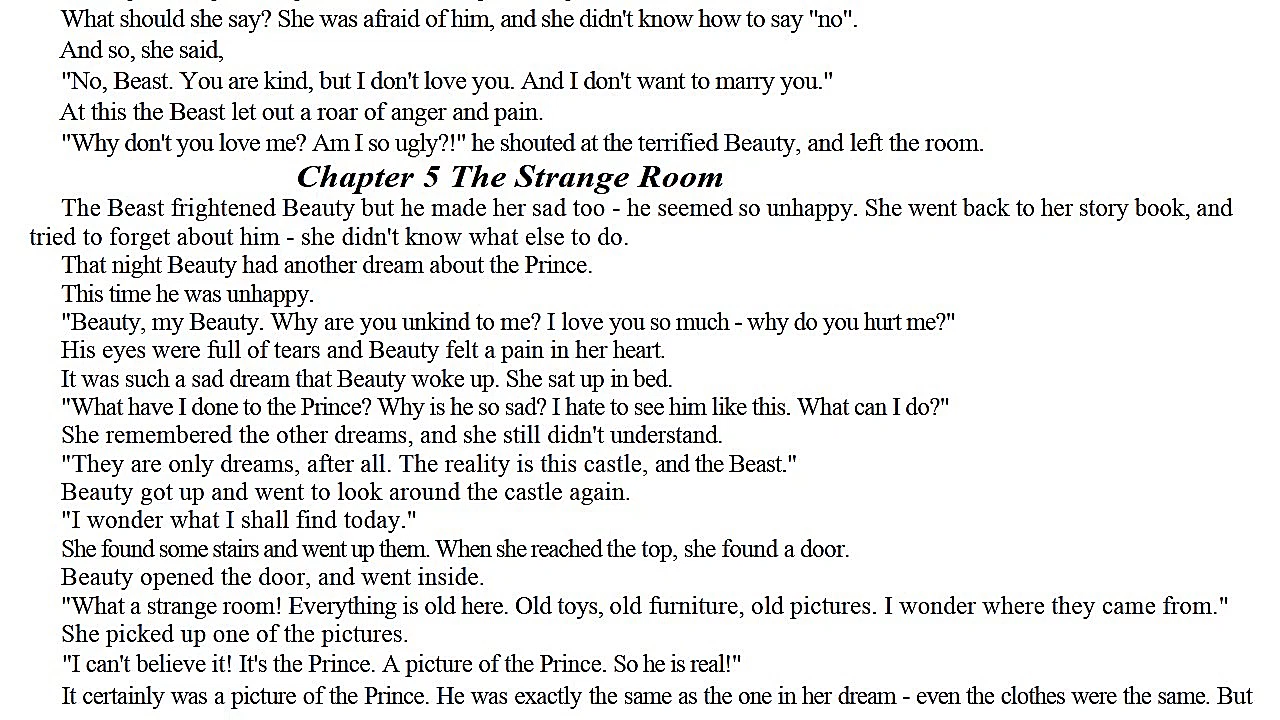 What should she say? She was afraid of him, and she didn't know how to say "no".
And so, she said,
"No, Beast. You are kind, but I don't love you. And I don't want to marry you."
At this the Beast let out a roar of anger and pain.
"Why don't you love me? Am I so ugly?!" he shouted at the terrified Beauty, and left the room.
Chapter 5 The Strange Room
The Beast frightened Beauty but he made her sad too - he seemed so unhappy. She went back to her story book, and
tried to forget about him - she didn't know what else to do.
That night Beauty had another dream about the Prince.
This time he was unhappy.
"Beauty, my Beauty. Why are you unkind to me? I love you so much - why do you hurt me?"
His eyes were full of tears and Beauty felt a pain in her heart.
It was such a sad dream that Beauty woke up. She sat up in bed.
"What have I done to the Prince? Why is he so sad? I hate to see him like this. What can I do?"
She remembered the other dreams, and she still didn't understand.
"They are only dreams, after all. The reality is this castle, and the Beast."
Beauty got up and went to look around the castle again.
"I wonder what I shall find today."
She found some stairs and went up them. When she reached the top, she found a door.
Beauty opened the door, and went inside.
"What a strange room! Everything is old here. Old toys, old furniture, old pictures. I wonder where they came from."
She picked up one of the pictures.
"I can't believe it! It's the Prince. A picture of the Prince. So he is real!"
It certainly was a picture of the Prince. He was exactly the same as the one in her dream - even the clothes were the same. But